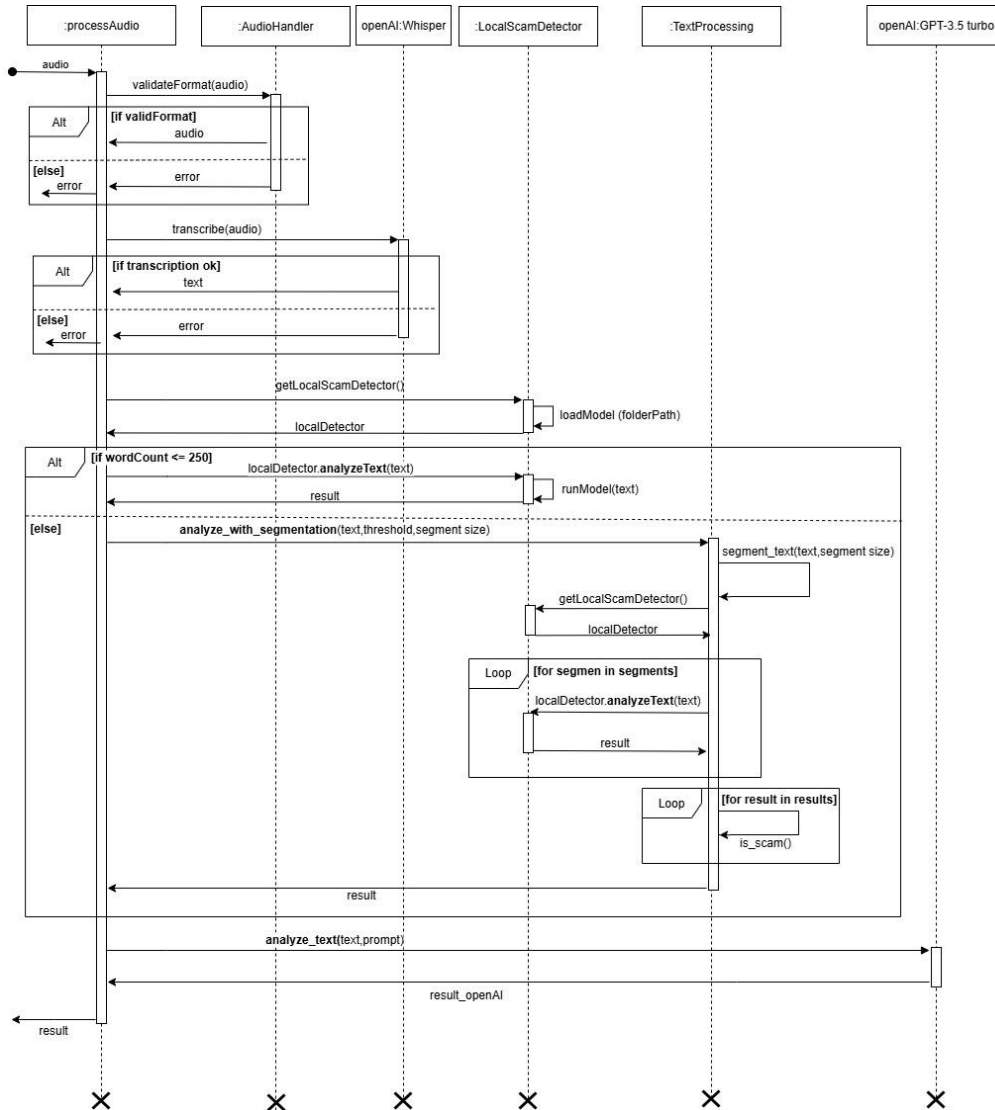 :processAudio
:AudioHandler
openAI:Whisper
:LocalScamDetector
:TextProcessing
openAI:GPT-3.5 turbo
audio
validateFormat(audio)
Alt
[if validFormat]
audio
[else]
error
error
transcribe(audio)
Alt
[if transcription ok]
text
[else]
error
error
getLocalScamDetector()
loadModel (folderPath)
localDetector
Alt
[if wordCount <= 250]
localDetector.analyzeText(text)
runModel(text)
result
[else]
analyze_with_segmentation(text,threshold,segment size)
segment_text(text,segment size)
getLocalScamDetector()
localDetector
Loop
[for segmen in segments]
localDetector.analyzeText(text)
result
Loop
[for result in results]
is_scam()
result
analyze_text(text,prompt)
result_openAI
result